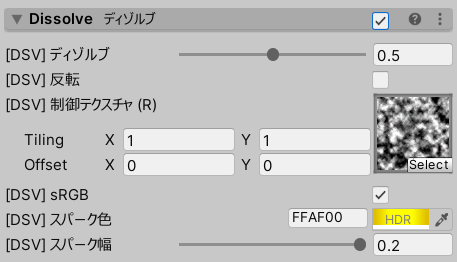 Dissolve ディゾルブ
[DSV] ディゾルブ 0.5
[DSV] 反転
[DSV] 制御テクスチャ (R)
Tiling X 1 Y 1
Offset X 0 Y 0
Select
[DSV] sRGB
[DSV] スパーク色 FFAF00 HDR
[DSV] スパーク幅 0.2